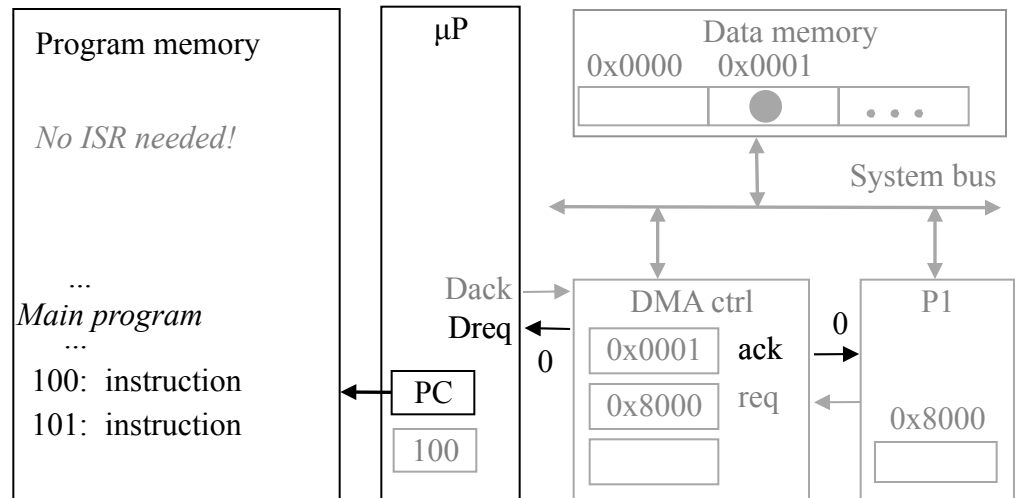 Program memory
No ISR needed!
...
Main program
...
100: instruction
101: instruction
μP
Dack
Dreq
0
PC
100
Data memory
0x0000 0x0001
...
System bus
DMA ctrl
0x0001 ack
0x8000 req
0
P1
0x8000